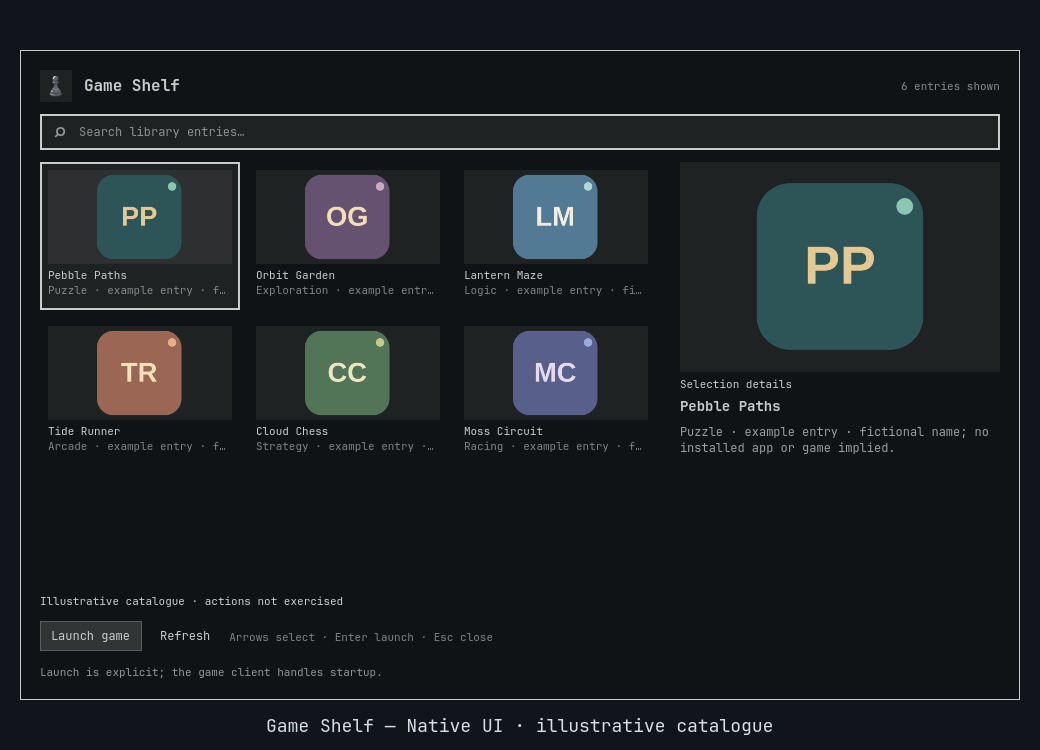 Game Shelf
6 entries shown
Search library entries…
PP
OG
LM
PP
Pebble Paths
Orbit Garden
Lantern Maze
Puzzle · example entry · f…
Exploration · example entr…
Logic · example entry · fi…
TR
CC
MC
Tide Runner
Cloud Chess
Moss Circuit
Arcade · example entry · f…
Strategy · example entry ·…
Racing · example entry · f…
Selection details
Pebble Paths
Puzzle · example entry · fictional name; no
installed app or game implied.
Illustrative catalogue · actions not exercised
Launch game
Refresh
Arrows select · Enter launch · Esc close
Launch is explicit; the game client handles startup.
Game Shelf — Native UI · illustrative catalogue